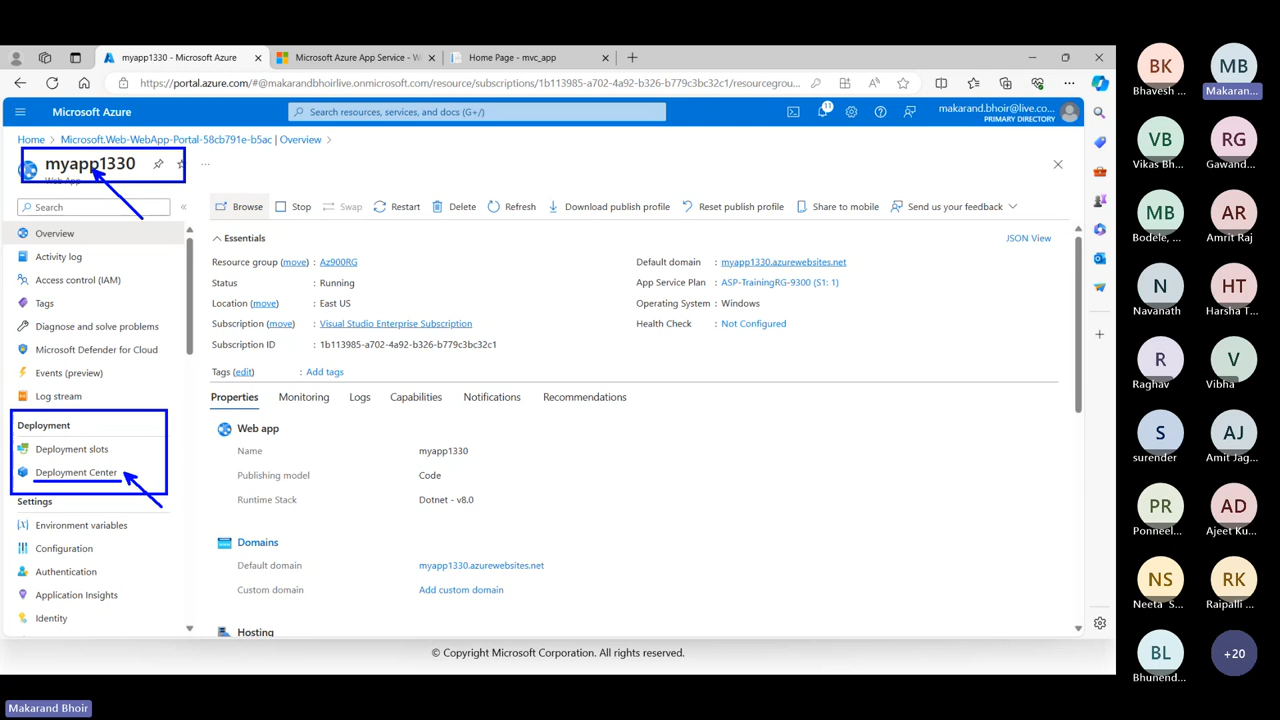 myapp1330 - Microsoft Azure
Microsoft Azure App Service - W
Home Page - mvc_app
https://portal.azure.com/#@makarandbhoirlive.onmicrosoft.com/resource/subscriptions/1b113985-a702-4a92-b326-b779c3bc32c1/resourcegrou...
Microsoft Azure
Search resources, services, and docs (G+/)
11
makarand.bhoir@live.co...
PRIMARY DIRECTORY
Home > Microsoft.Web-WebApp-Portal-58cb791e-b5ac | Overview >
myapp1330
Web App
Search
Browse Stop Swap Restart Delete Refresh Download publish profile Reset publish profile Share to mobile Send us your feedback
Overview
Activity log
Access control (IAM)
Tags
Diagnose and solve problems
Microsoft Defender for Cloud
Events (preview)
Log stream
Deployment
Deployment slots
Deployment Center
Settings
Environment variables
Configuration
Authentication
Application Insights
Identity
Essentials
JSON View
Resource group (move) : Az900RG
Status : Running
Location (move) : East US
Subscription (move) : Visual Studio Enterprise Subscription
Subscription ID : 1b113985-a702-4a92-b326-b779c3bc32c1
Default domain : myapp1330.azurewebsites.net
App Service Plan : ASP-TrainingRG-9300 (S1: 1)
Operating System : Windows
Health Check : Not Configured
Tags (edit) : Add tags
Properties Monitoring Logs Capabilities Notifications Recommendations
Web app
Name myapp1330
Publishing model Code
Runtime Stack Dotnet - v8.0
Domains
Default domain myapp1330.azurewebsites.net
Custom domain Add custom domain
Hosting
© Copyright Microsoft Corporation. All rights reserved.
Makarand Bhoir
BK MB
Bhavesh ... Makaran...
VB RG
Vikas Bh... Gawand...
MB AR
Bodele, ... Amrit Raj
N HT
Navanath Harsha T...
R V
Raghav Vibha
S AJ
surender Amit Jag...
PR AD
Ponneel... Ajeet Ku...
NS RK
Neeta S... Raipalli ...
BL +20
Bhunend...